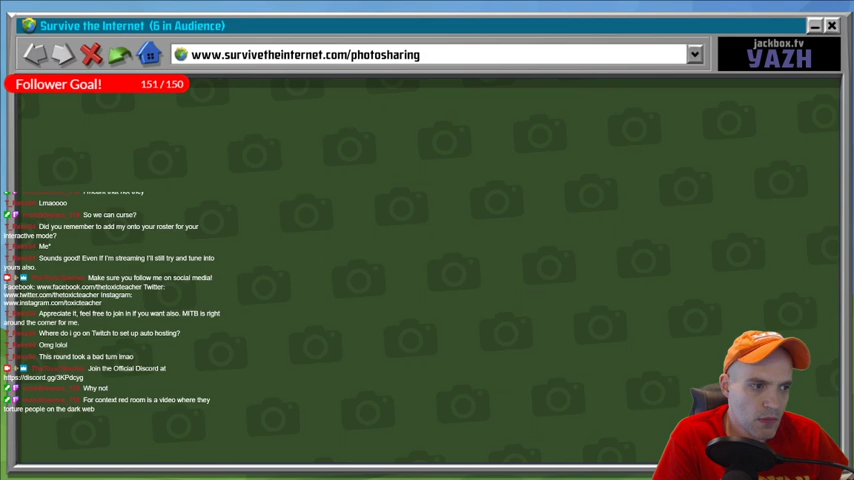 Survive the Internet (6 in Audience)
www.survivetheinternet.com/photosharing
jackbox.tv
YAZH
Follower Goal! 151 / 150
I meant that not they
Lmaoooo
So we can curse?
Did you remember to add my onto your roster for your
interactive mode?
Me*
Sounds good! Even If I'm streaming I'll still try and tune into
yours also.
Make sure you follow me on social media!
Facebook: www.facebook.com/thetoxicteacher Twitter:
www.twitter.com/thetoxicteacher Instagram:
www.instagram.com/toxicteacher
Appreciate it, feel free to join in if you want also. MITB is right
around the corner for me.
Where do i go on Twitch to set up auto hosting?
Omg lolol
This round took a bad turn lmao
Join the Official Discord at
https://discord.gg/3KPdcyg
Why not
For context red room is a video where they
torture people on the dark web